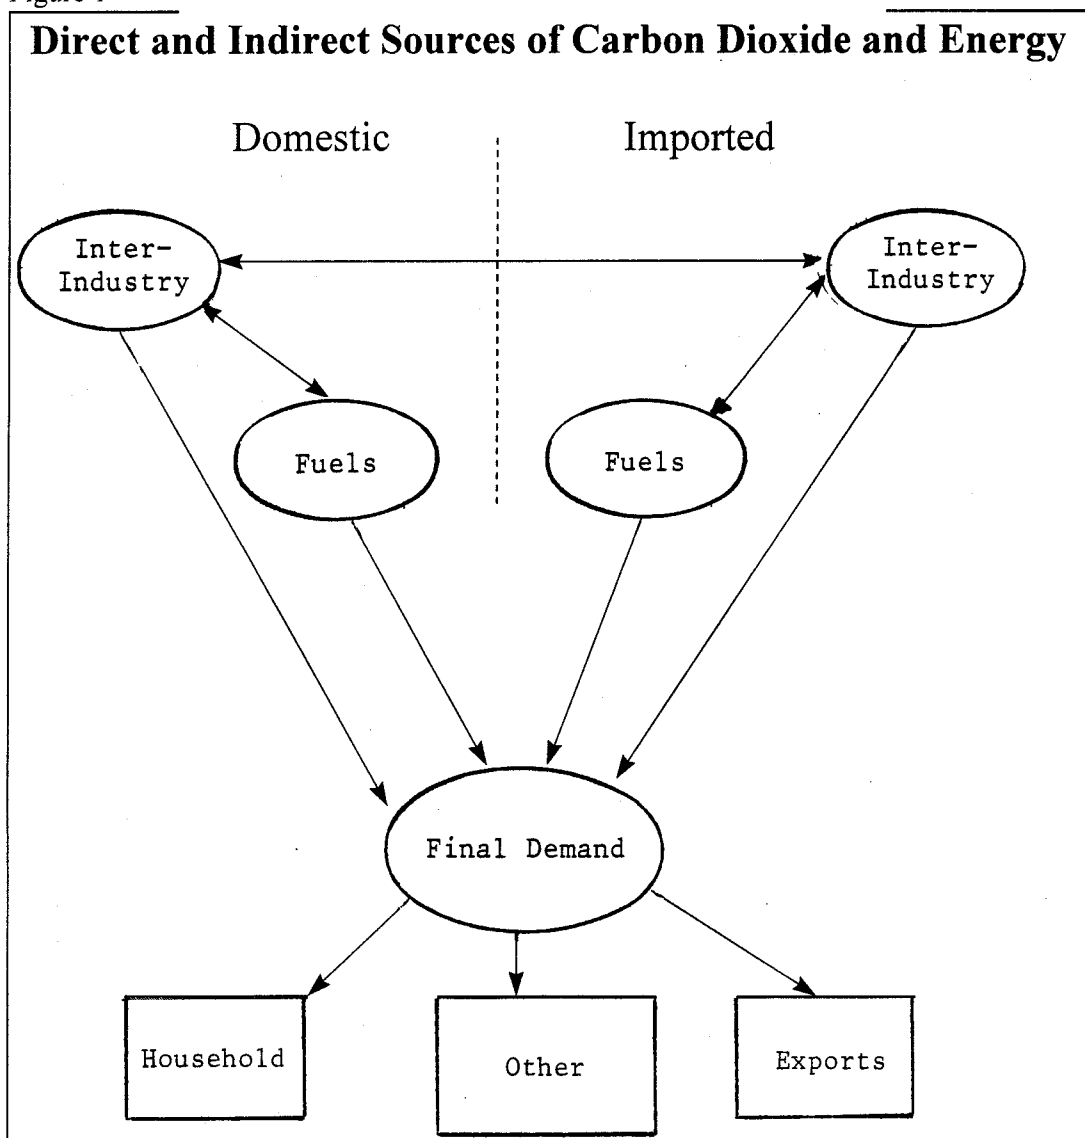 Direct and Indirect Sources of Carbon Dioxide and Energy
Domestic
Imported
Inter-
Industry
Inter-
Industry
Fuels
Fuels
Final Demand
Household
Other
Exports